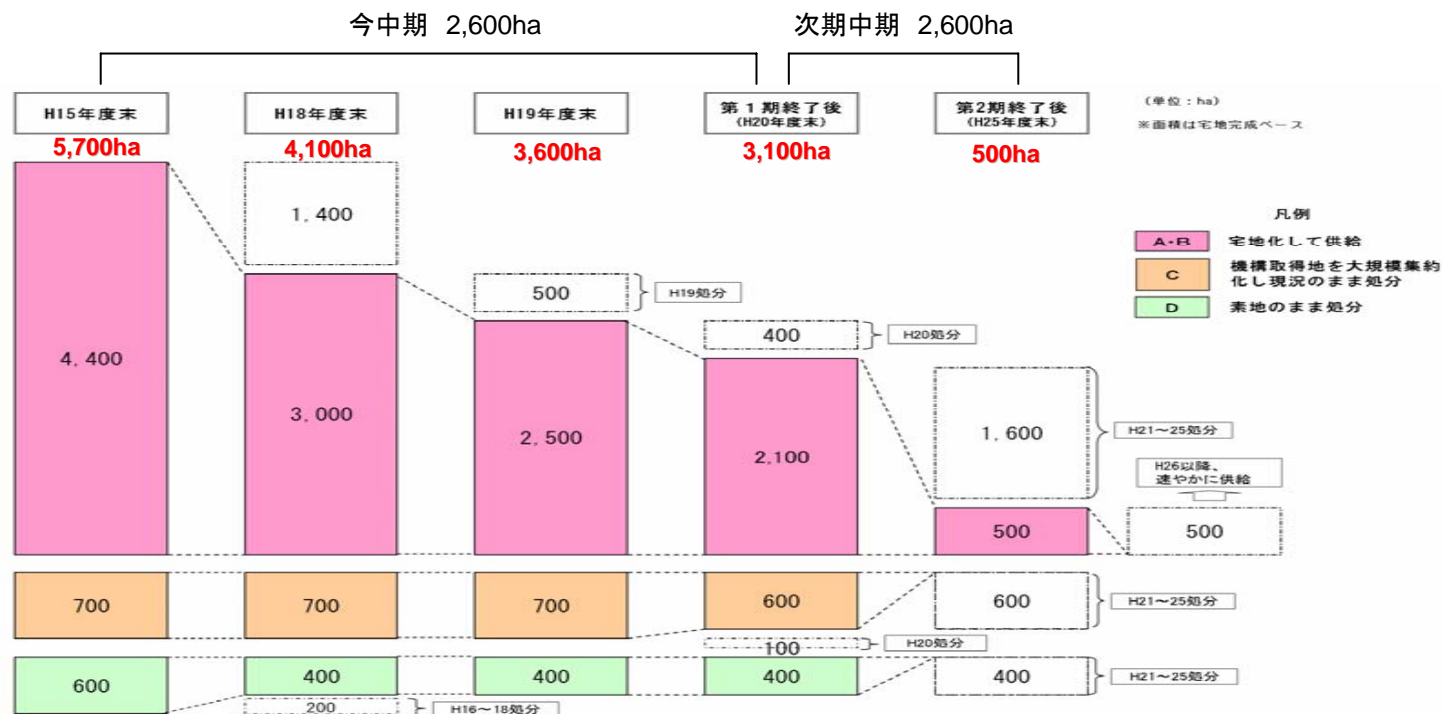 今中期 2,600ha
次期中期 2,600ha
H15年度末
H18年度末
H19年度末
第1期終了後
(H20年度末)
第2期終了後
(H25年度末)
(単位：ha)
※面積は宅地完成ベース
5,700ha
4,100ha
3,600ha
3,100ha
500ha
凡例
A・B 宅地化して供給
C 機構取得地を大規模集約
化し現況のまま処分
D 素地のまま処分
1,400
500
H19処分
400
H20処分
4,400
3,000
2,500
2,100
1,600
H21～25処分
H26以降、
速やかに供給
500
500
700
700
700
600
600
H21～25処分
100
H20処分
600
400
400
400
400
H21～25処分
200
H16～18処分